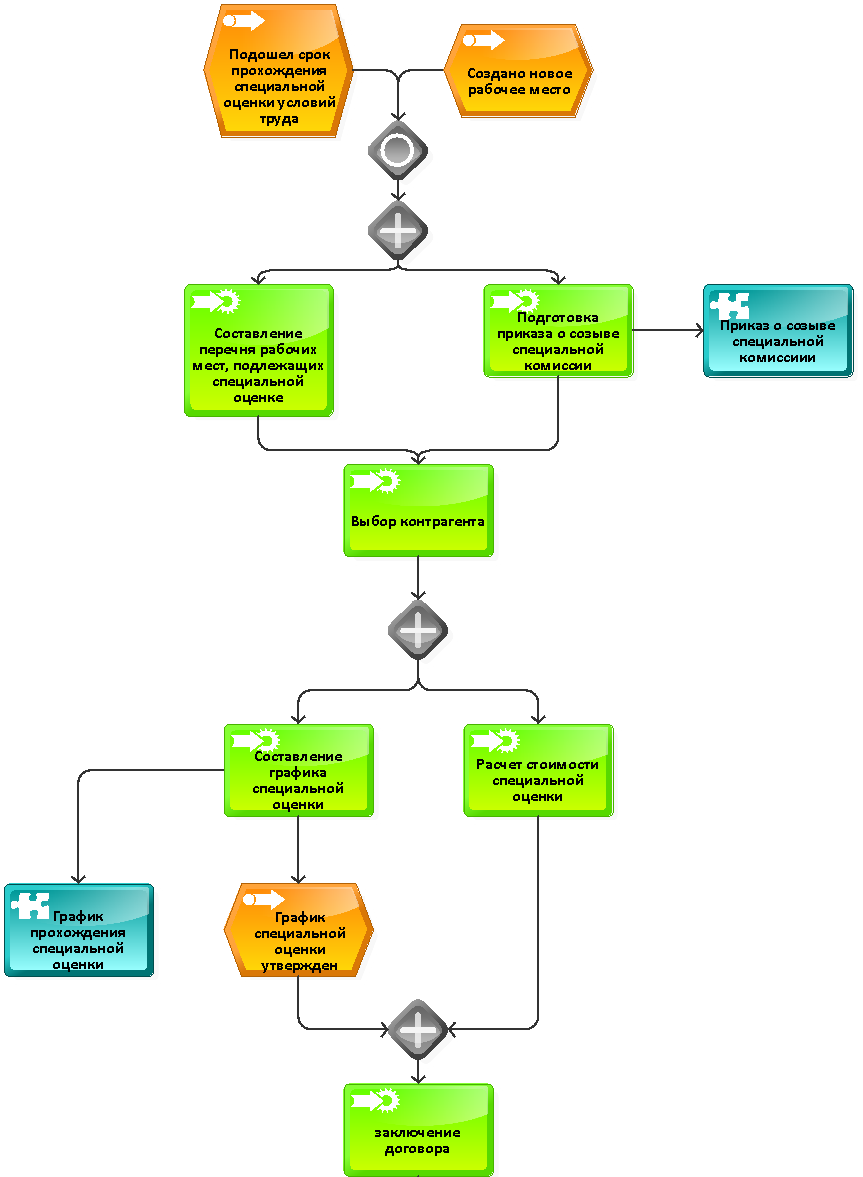 Подошел срок
прохождения
специальной
оценки условий
труда
Создано новое
рабочее место
Составление
перечня рабочих
мест, подлежащих
специальной
оценке
Подготовка
приказа о созыве
специальной
комиссии
Приказ о созыве
специальной
комиссиии
Выбор контрагента
Составление
графика
специальной
оценки
Расчет стоимости
специальной
оценки
График
прохождения
специальной
оценки
График
специальной
оценки
утвержден
заключение
договора